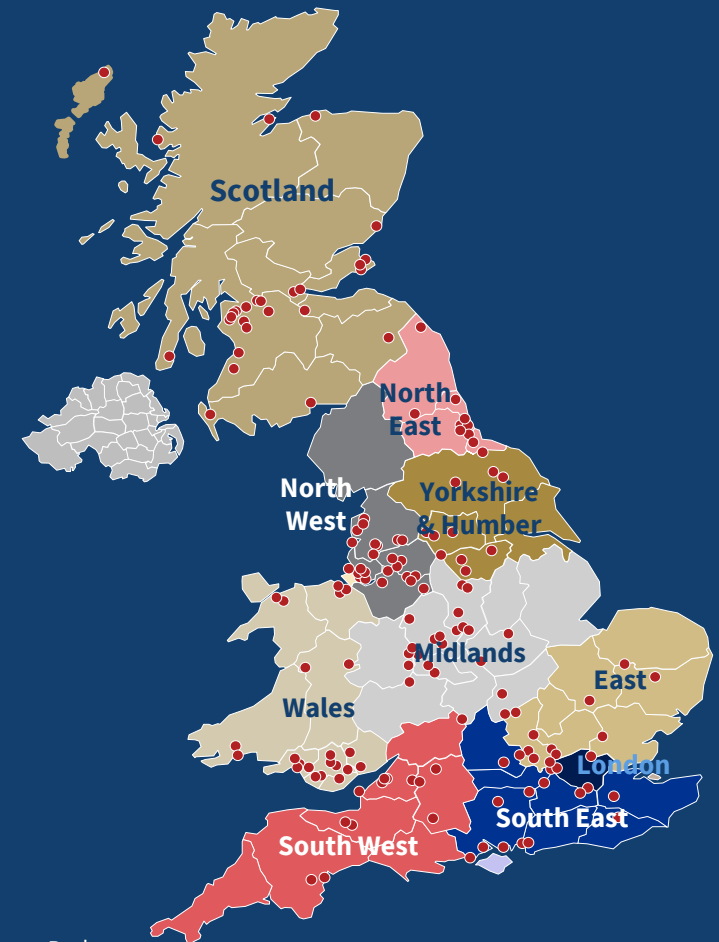 Scotland
North
East
North
West
Yorkshire
& Humber
Midlands
East
Wales
London
South East
South West